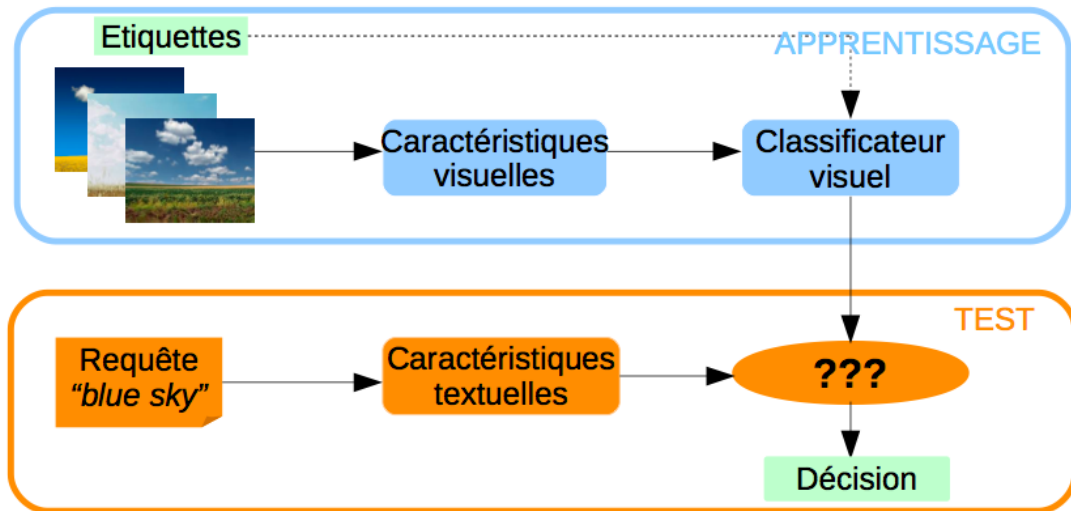 Etiquettes
APPRENTISSAGE
Caractéristiques
visuelles
Classificateur
visuel
TEST
Requête
“blue sky”
Caractéristiques
textuelles
???
Décision